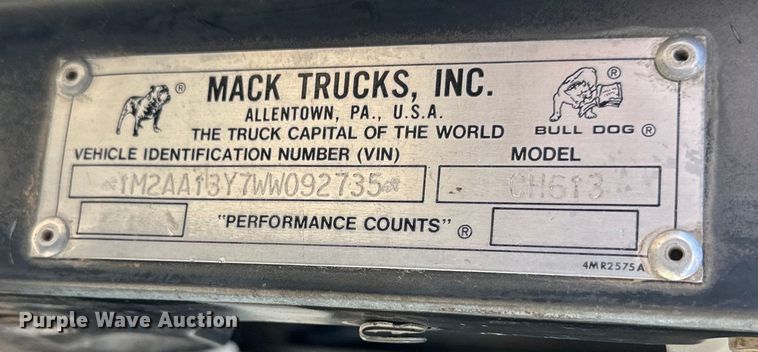 MACK TRUCKS, INC.
ALLENTOWN, PA., U.S.A.
THE TRUCK CAPITAL OF THE WORLD
BULL DOG ®
VEHICLE IDENTIFICATION NUMBER (VIN) MODEL
1M2AA13Y7WW092735 CH613
"PERFORMANCE COUNTS" ®
4MR2575A
Purple Wave Auction